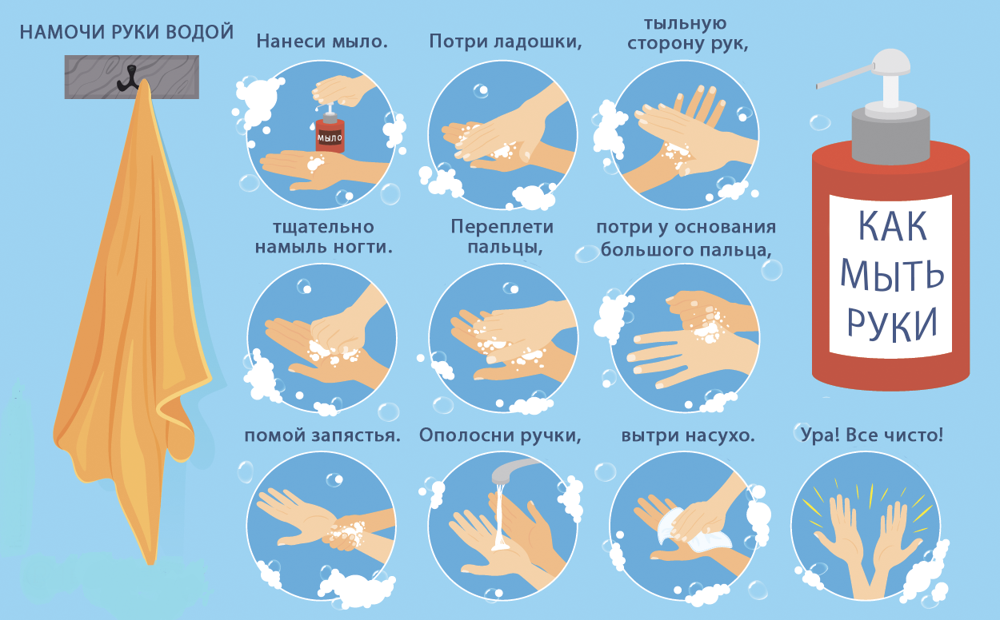 НАМОЧИ РУКИ ВОДОЙ
Нанеси мыло.
МЫЛО
Потри ладошки,
тыльную
сторону рук,
тщательно
намыль ногти.
Переплети
пальцы,
потри у основания
большого пальца,
помой запястья.
Ополосни ручки,
вытри насухо.
Ура! Все чисто!
КАК
МЫТЬ
РУКИ